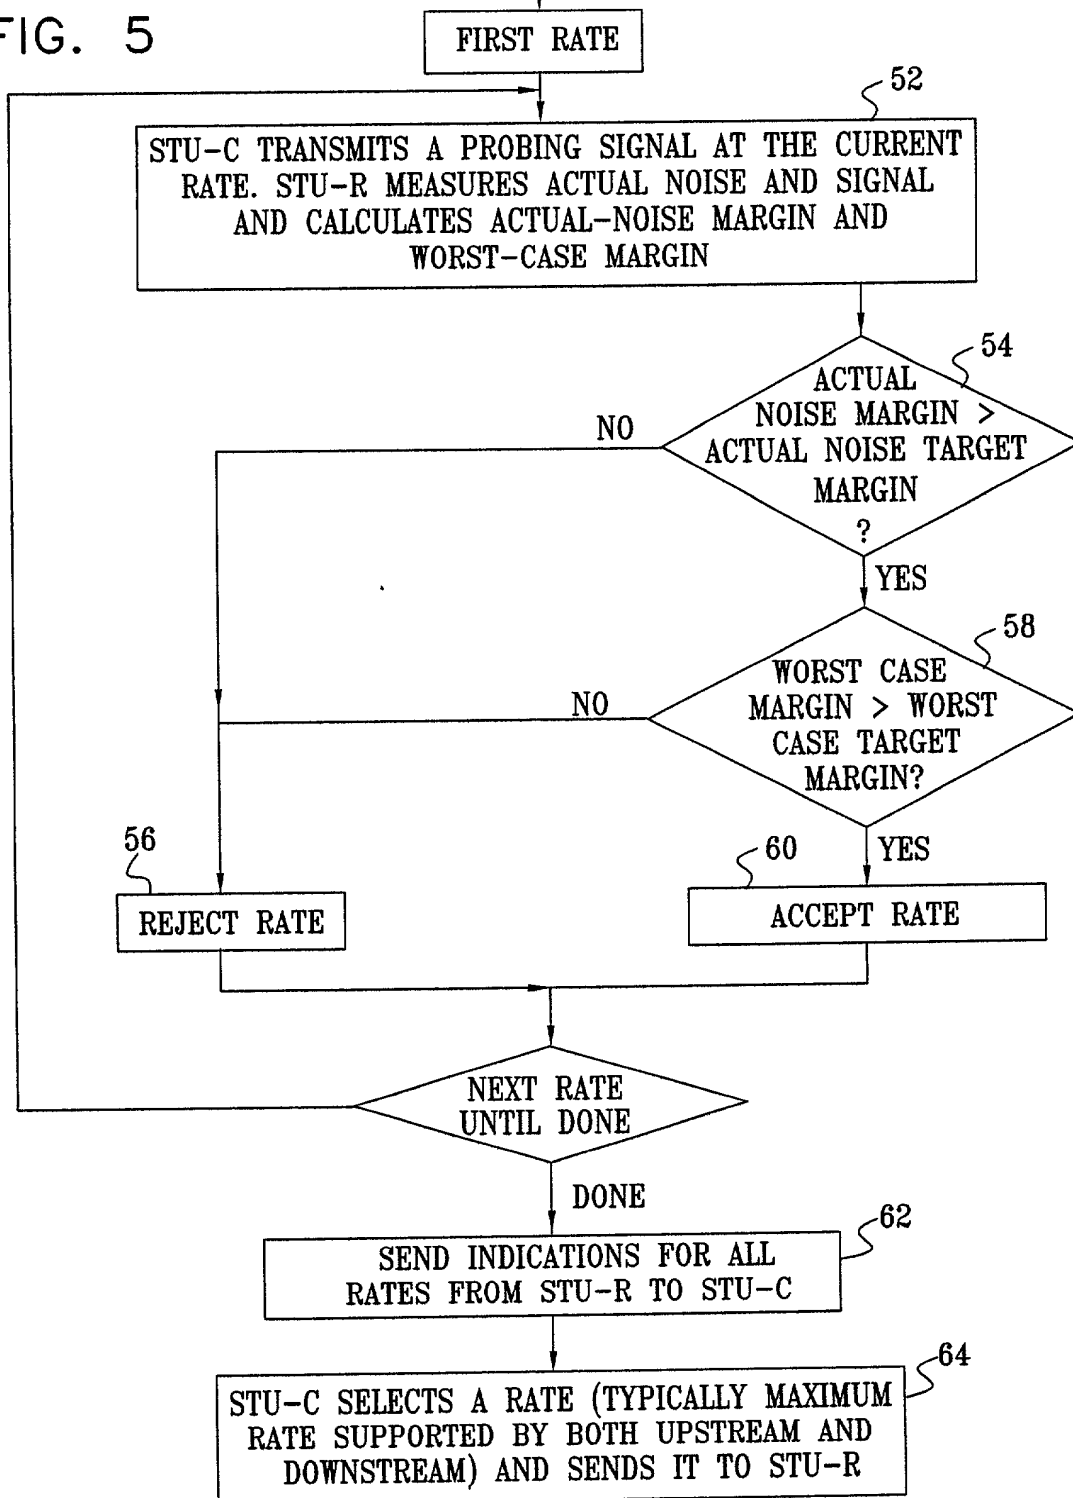 FIG. 5
FIRST RATE
52
STU-C TRANSMITS A PROBING SIGNAL AT THE CURRENT
RATE. STU-R MEASURES ACTUAL NOISE AND SIGNAL
AND CALCULATES ACTUAL-NOISE MARGIN AND
WORST-CASE MARGIN
54
ACTUAL
NOISE MARGIN >
ACTUAL NOISE TARGET
MARGIN
?
NO
YES
58
WORST CASE
MARGIN > WORST
CASE TARGET
MARGIN?
NO
YES
56
REJECT RATE
60
ACCEPT RATE
NEXT RATE
UNTIL DONE
DONE
62
SEND INDICATIONS FOR ALL
RATES FROM STU-R TO STU-C
64
STU-C SELECTS A RATE (TYPICALLY MAXIMUM
RATE SUPPORTED BY BOTH UPSTREAM AND
DOWNSTREAM) AND SENDS IT TO STU-R